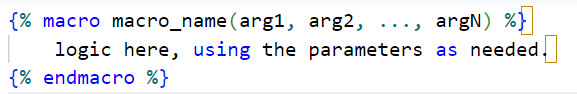 {% macro macro_name(arg1, arg2, ..., argN) %}
logic here, using the parameters as needed.
{% endmacro %}